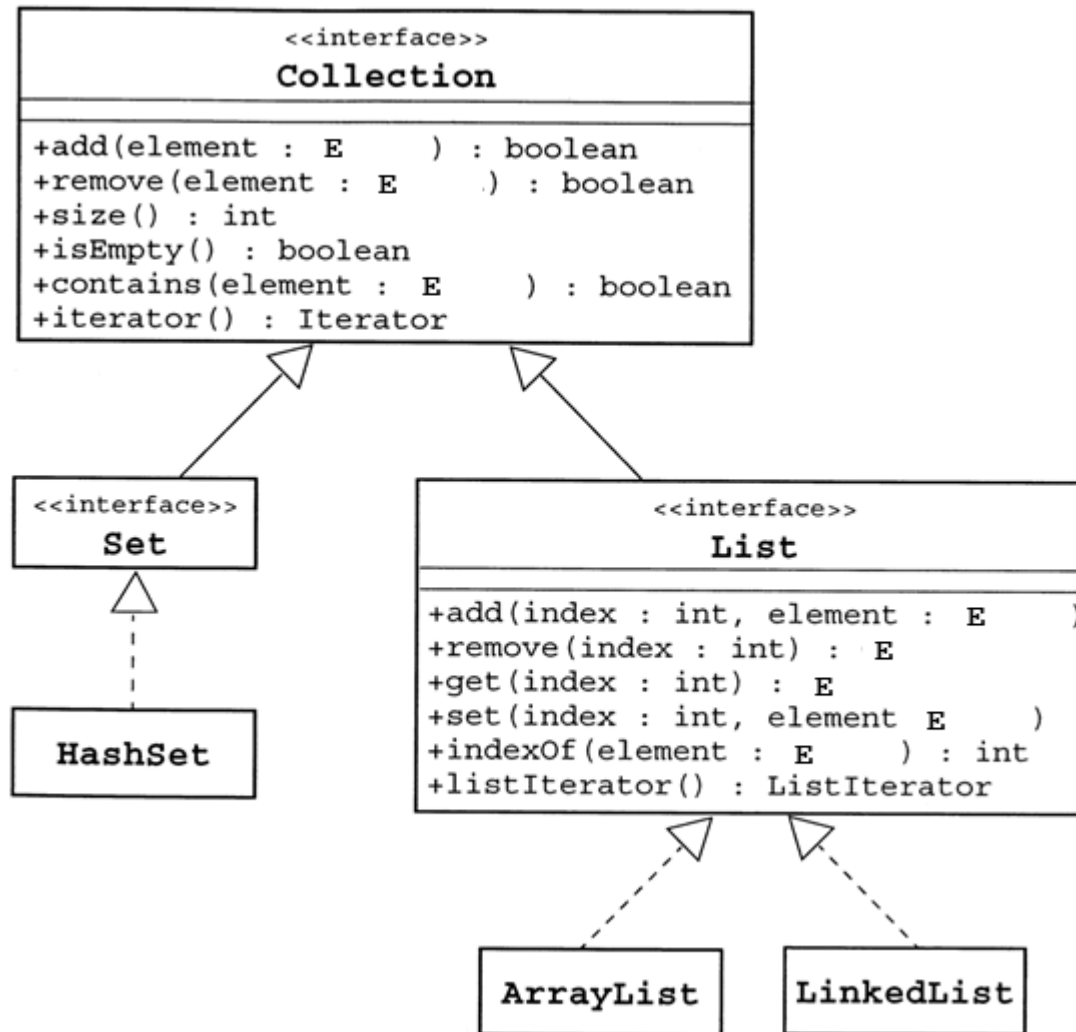 <<interface>>
Collection
+add(element : E ) : boolean
+remove(element : E ) : boolean
+size() : int
+isEmpty() : boolean
+contains(element : E ) : boolean
+iterator() : Iterator
<<interface>>
Set
HashSet
<<interface>>
List
+add(index : int, element : E )
+remove(index : int) : E
+get(index : int) : E
+set(index : int, element E )
+indexOf(element : E ) : int
+listIterator() : ListIterator
ArrayList
LinkedList